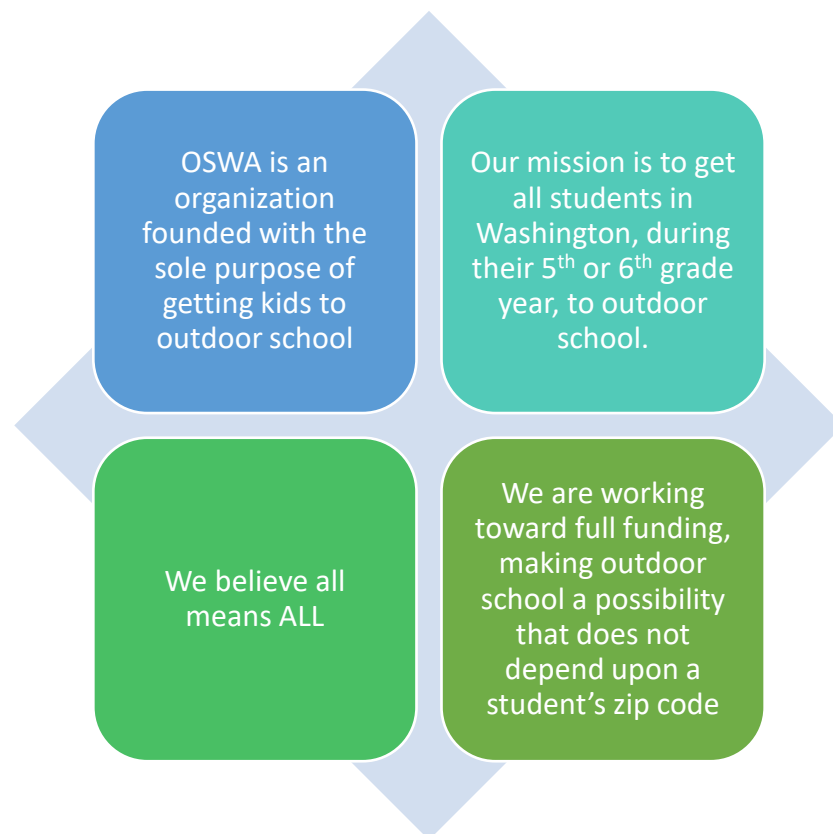 OSWA is an
organization
founded with the
sole purpose of
getting kids to
outdoor school
Our mission is to get
all students in
Washington, during
their 5th or 6th grade
year, to outdoor
school.
We believe all
means ALL
We are working
toward full funding,
making outdoor
school a possibility
that does not
depend upon a
student’s zip code